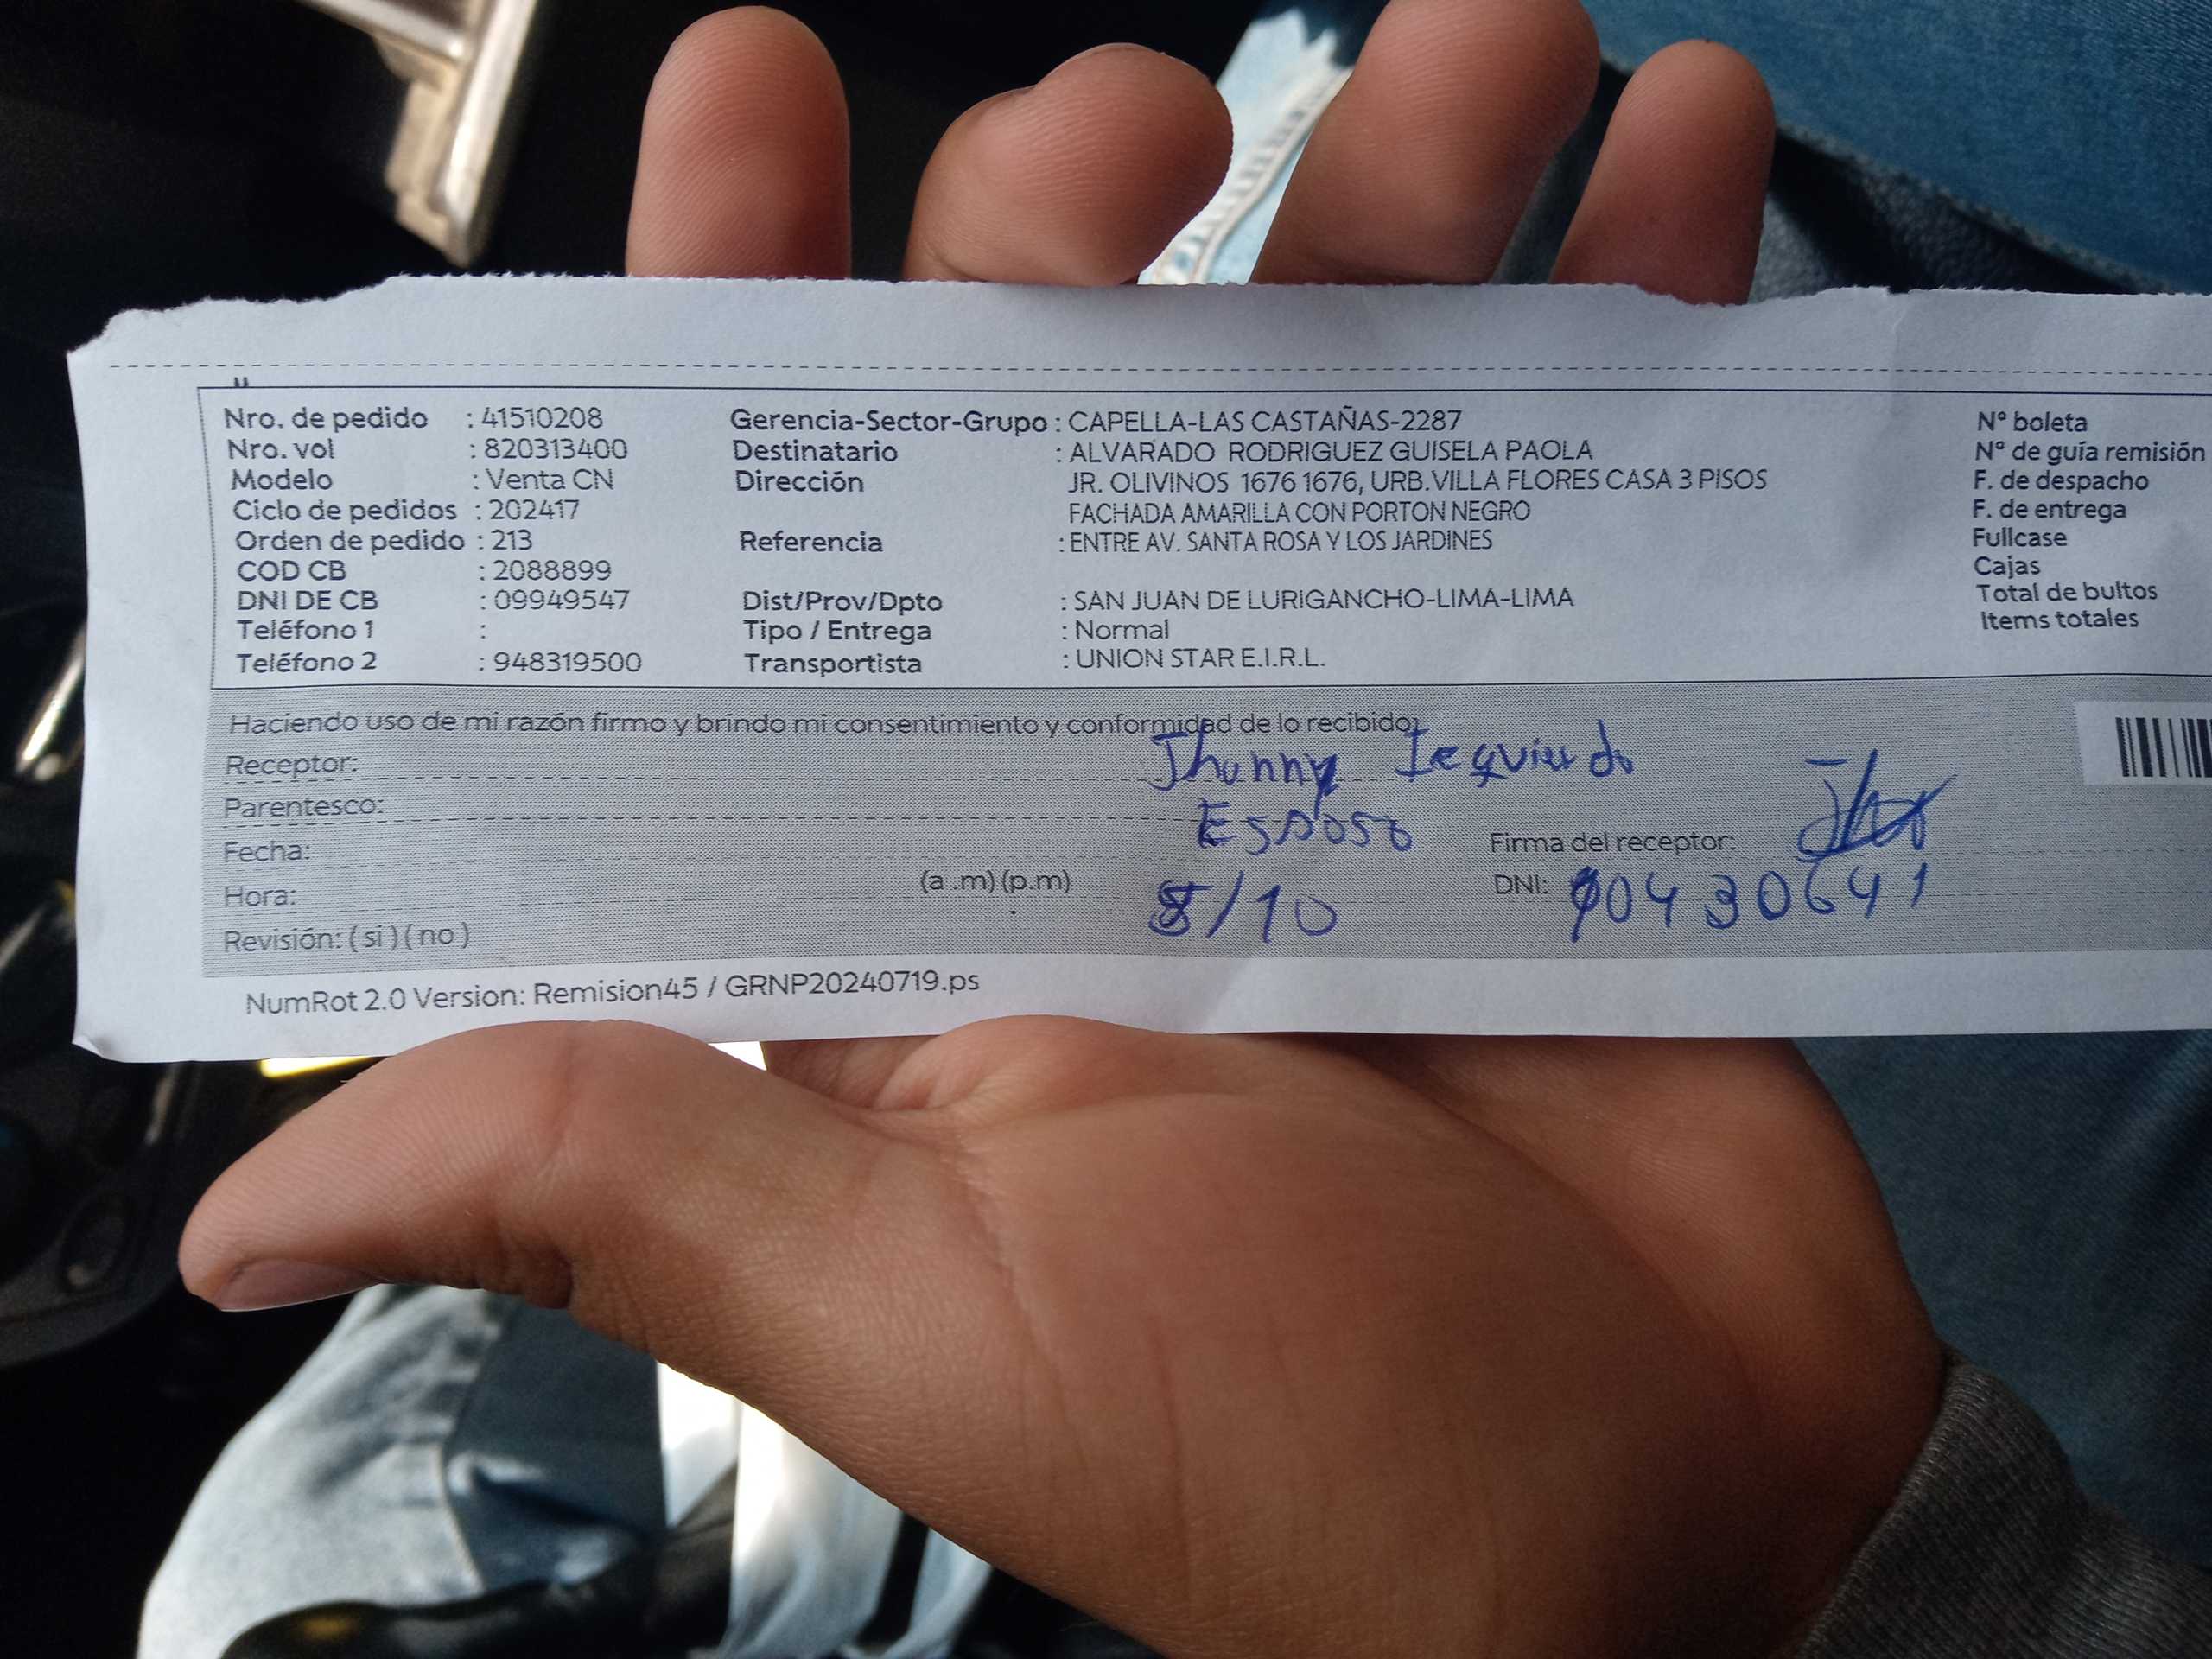 Nro. de pedido : 41510208 Gerencia-Sector-Grupo : CAPELLA-LAS CASTAÑAS-2287 Nº boleta
Nro. vol : 820313400 Destinatario : ALVARADO RODRIGUEZ GUISELA PAOLA Nº de guía remisión
Modelo : Venta CN Dirección JR. OLIVINOS 1676 1676, URB.VILLA FLORES CASA 3 PISOS F. de despacho
Ciclo de pedidos : 202417 FACHADA AMARILLA CON PORTON NEGRO F. de entrega
Orden de pedido : 213 Referencia : ENTRE AV. SANTA ROSA Y LOS JARDINES Fullcase
COD CB : 2088899 Cajas
DNI DE CB : 09949547 Dist/Prov/Dpto : SAN JUAN DE LURIGANCHO-LIMA-LIMA Total de bultos
Teléfono 1 : Tipo / Entrega : Normal Items totales
Teléfono 2 : 948319500 Transportista : UNION STAR E.I.R.L.
Haciendo uso de mi razón firmo y brindo mi consentimiento y conformidad de lo recibido.
Receptor: Jhunny Izquierdo
Parentesco: Esposo
Fecha: Firma del receptor:
Hora: (a .m) (p.m) /10 DNI: 10430641
Revisión: ( si ) ( no )
NumRot 2.0 Version: Remision45 / GRNP20240719.ps